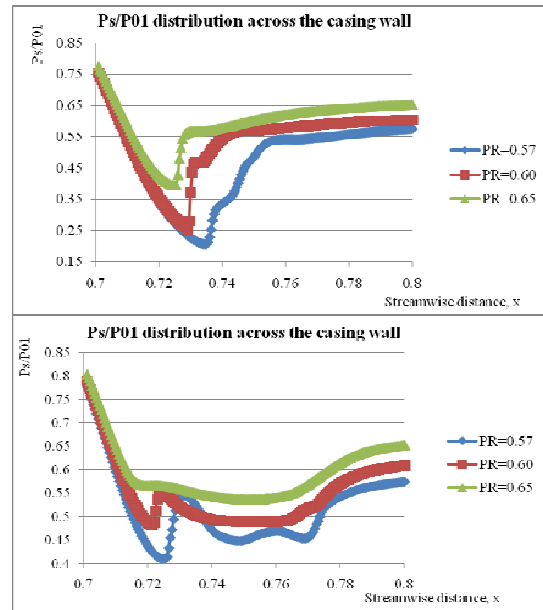 Ps/P01 distribution across the casing wall
Ps/P01
0.85
0.75
0.65
0.55
0.45
0.35
0.25
0.15
0.7
0.72
0.74
0.76
0.78
0.8
Streamwise distance, x
PR=0.57
PR=0.60
PR=0.65
Ps/P01 distribution across the casing wall
Ps/P01
0.85
0.8
0.75
0.7
0.65
0.6
0.55
0.5
0.45
0.4
0.7
0.72
0.74
0.76
0.78
0.8
Streamwise distance, x
PR=0.57
PR=0.60
PR=0.65